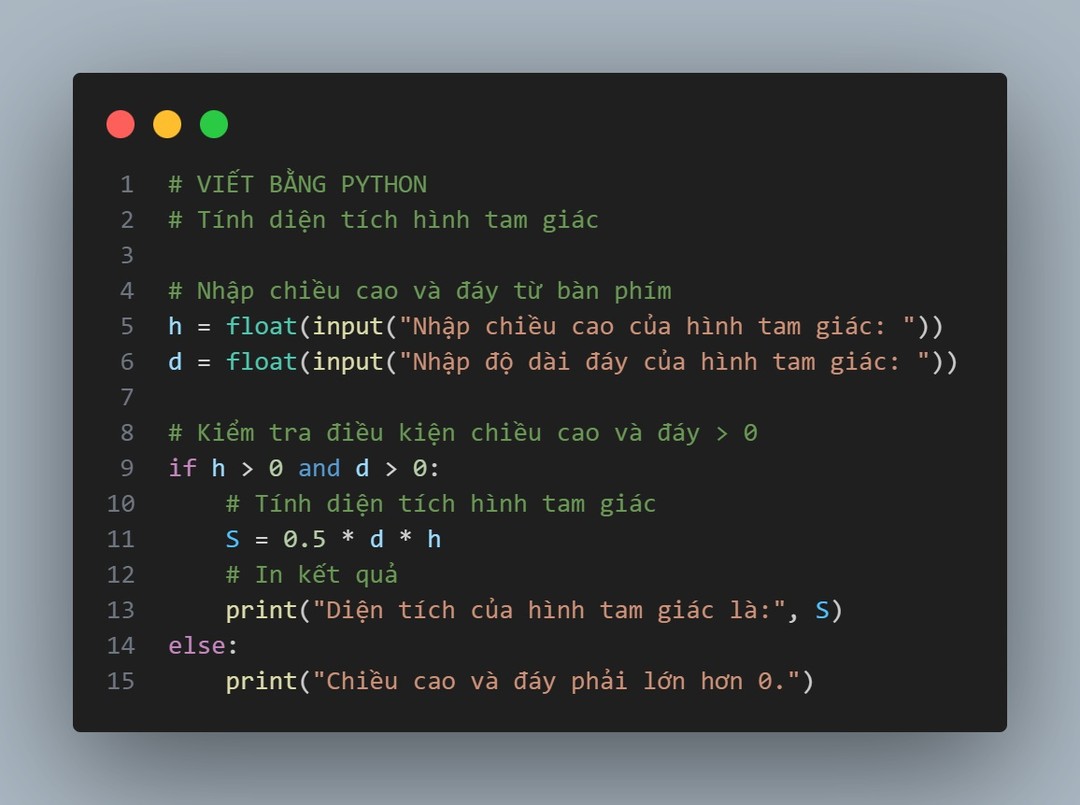 1 # VIẾT BẰNG PYTHON
2 # Tính diện tích hình tam giác
3
4 # Nhập chiều cao và đáy từ bàn phím
5 h = float(input("Nhập chiều cao của hình tam giác: "))
6 d = float(input("Nhập độ dài đáy của hình tam giác: "))
7
8 # Kiểm tra điều kiện chiều cao và đáy > 0
9 if h > 0 and d > 0:
10     # Tính diện tích hình tam giác
11     S = 0.5 * d * h
12     # In kết quả
13     print("Diện tích của hình tam giác là:", S)
14 else:
15     print("Chiều cao và đáy phải lớn hơn 0.")